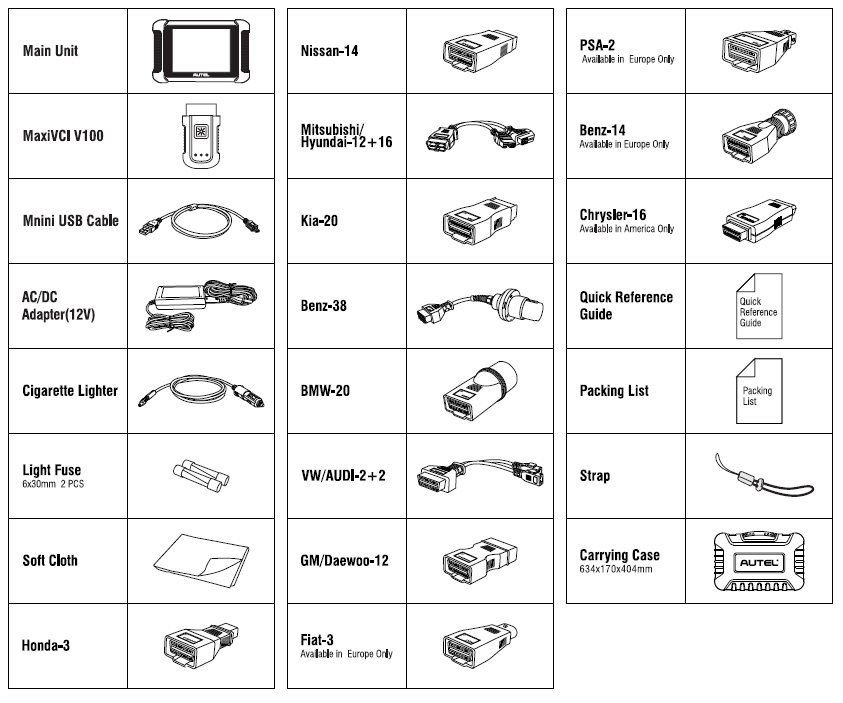 Main Unit
AUTEL
MaxiVCI V100
Mnini USB Cable
AC/DC
Adapter(12V)
Cigarette Lighter
Light Fuse
6x30mm 2 PCS
Soft Cloth
Honda-3
Nissan-14
Mitsubishi/
Hyundai-12+16
Kia-20
Benz-38
BMW-20
VW/AUDI-2+2
GM/Daewoo-12
Fiat-3
Available in Europe Only
PSA-2
Available in Europe Only
Benz-14
Available in Europe Only
Chrysler-16
Available in America Only
Quick Reference
Guide
Quick
Reference
Guide
Packing List
Packing
List
Strap
Carrying Case
634x170x404mm
AUTEL